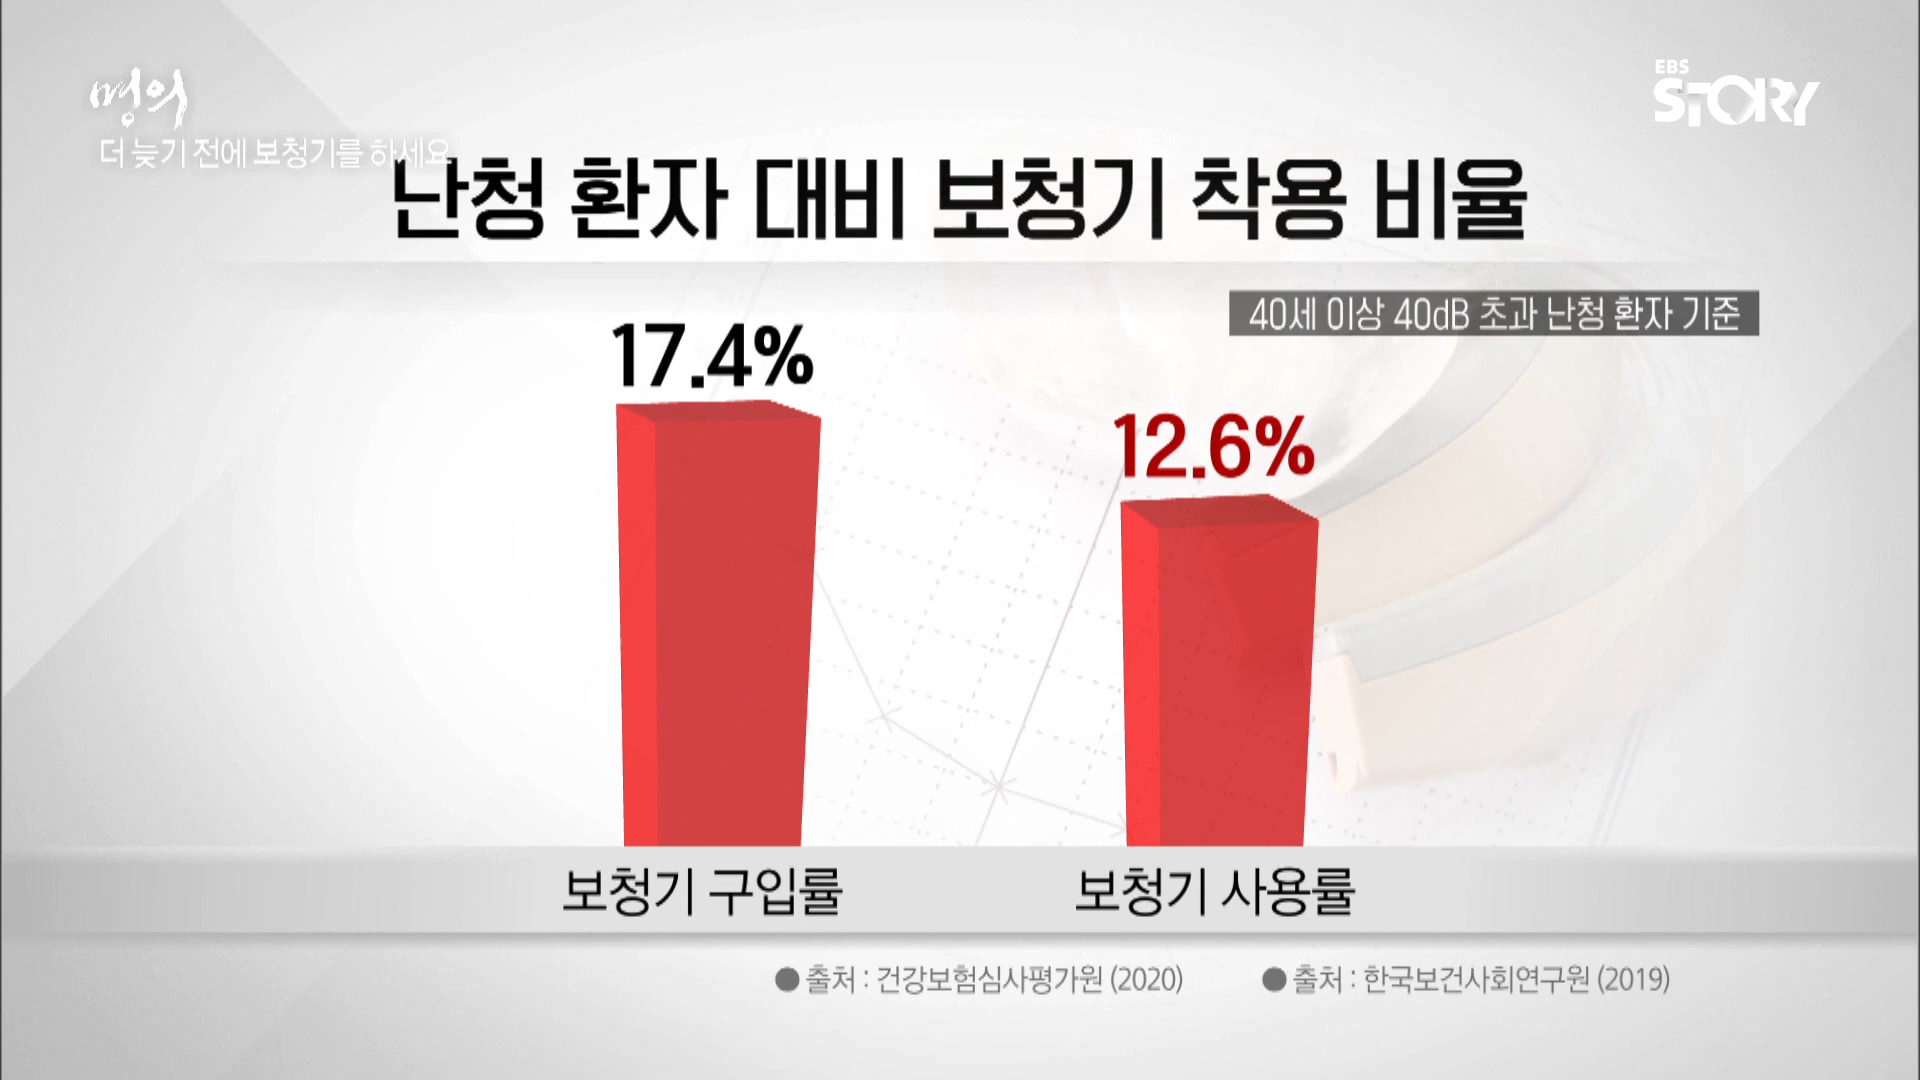 명의
더 늦기 전에 보청기를 하세요
EBS
STORY
난청 환자 대비 보청기 착용 비율
40세 이상 40dB 초과 난청 환자 기준
17.4%
12.6%
보청기 구입률
보청기 사용률
● 출처 : 건강보험심사평가원 (2020)
● 출처 : 한국보건사회연구원 (2019)